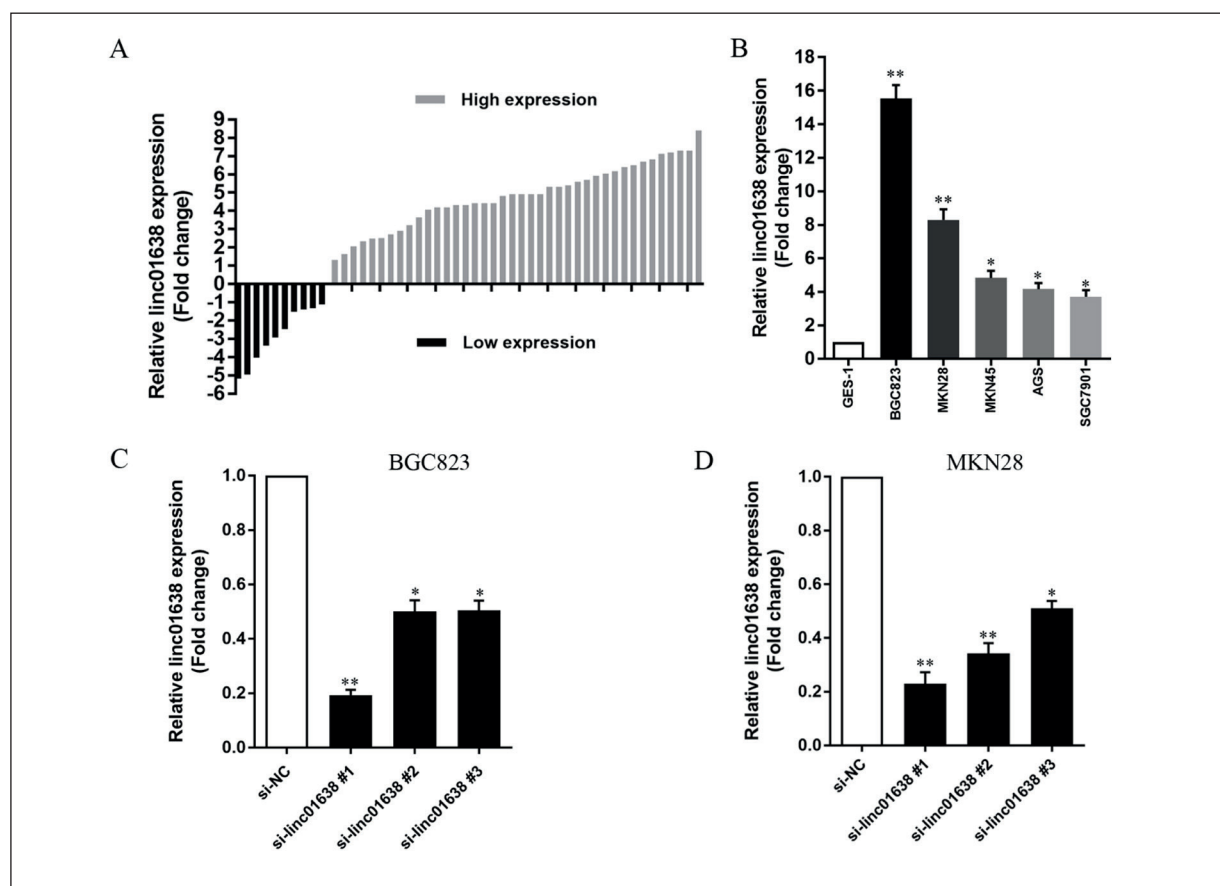 A
High expression
Relative linc01638 expression
(Fold change)
9
8
7
6
5
4
3
2
1
0
-1
-2
-3
-4
-5
-6
Low expression
B
Relative linc01638 expression
(Fold change)
18
16
14
12
10
8
6
4
2
0
**
**
*
*
*
GES-1
BGC823
MKN28
MKN45
AGS
SGC7901
C
BGC823
Relative linc01638 expression
(Fold change)
1.0
0.8
0.6
0.4
0.2
0.0
**
*
*
si-NC
si-linc01638 #1
si-linc01638 #2
si-linc01638 #3
D
MKN28
Relative linc01638 expression
(Fold change)
1.0
0.8
0.6
0.4
0.2
0.0
**
**
*
si-NC
si-linc01638 #1
si-linc01638 #2
si-linc01638 #3